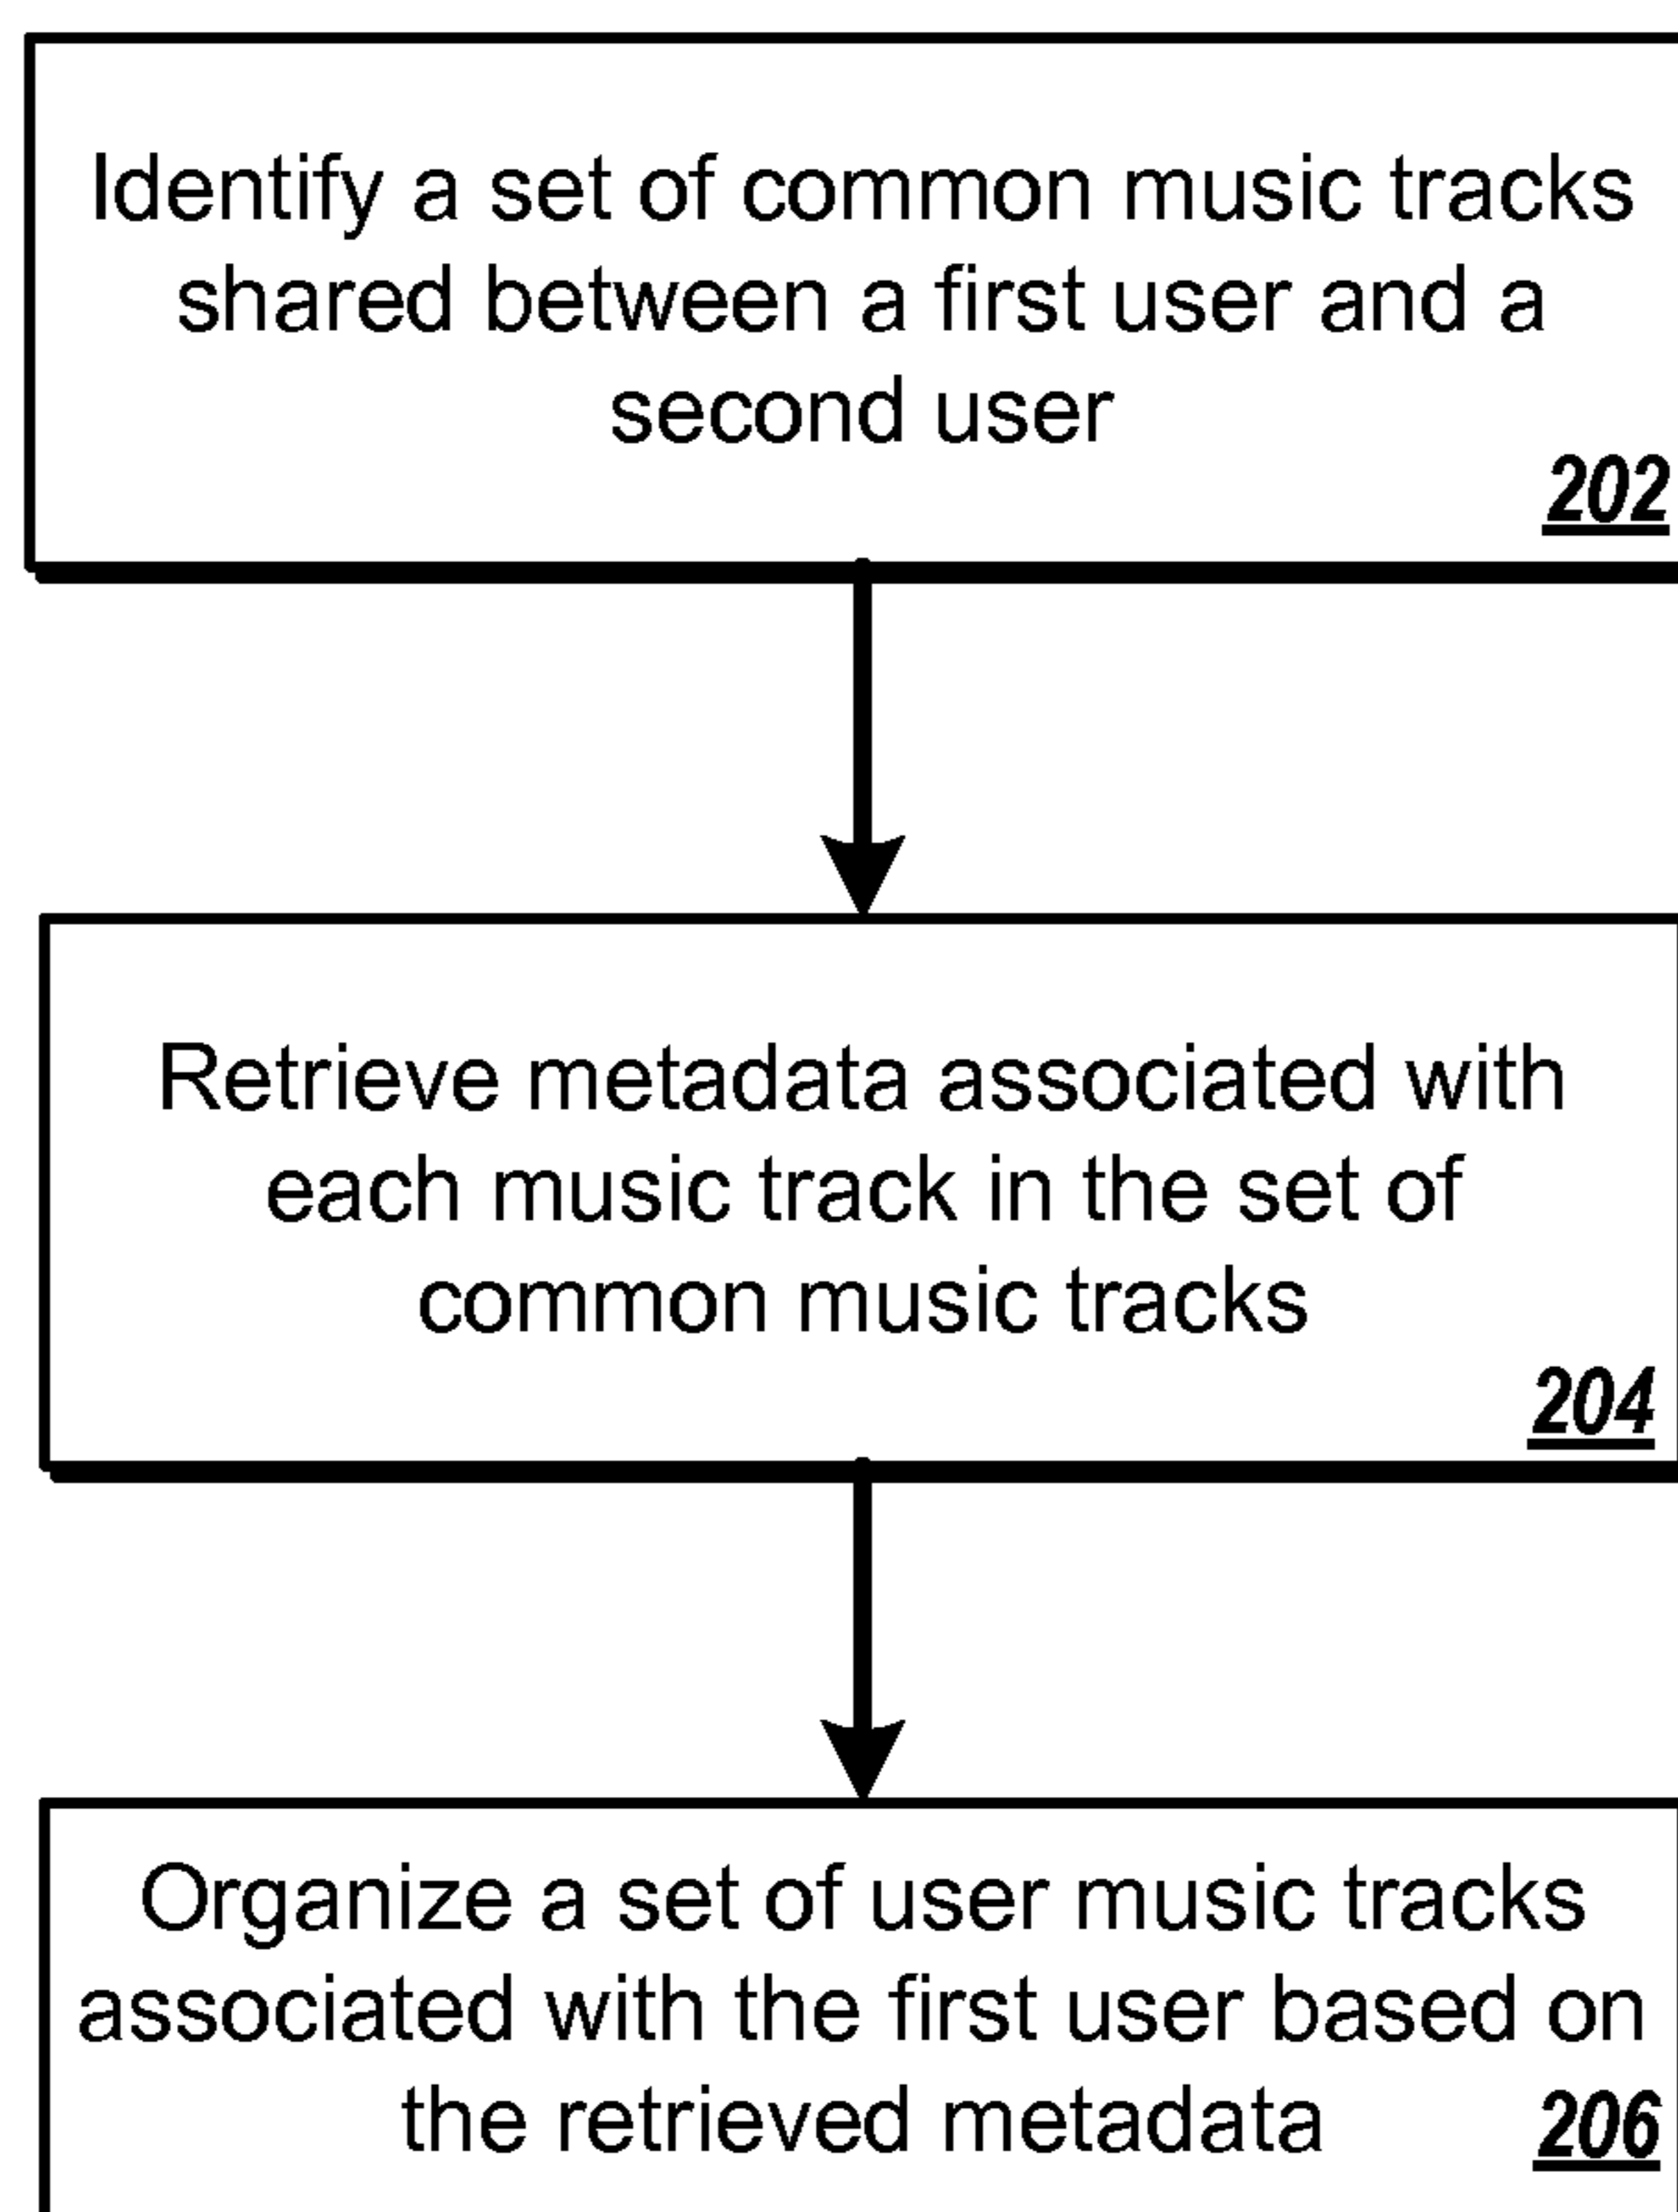 Identify a set of common music tracks
shared between a first user and a
second user
202
Retrieve metadata associated with
each music track in the set of
common music tracks
204
Organize a set of user music tracks
associated with the first user based on
the retrieved metadata 206